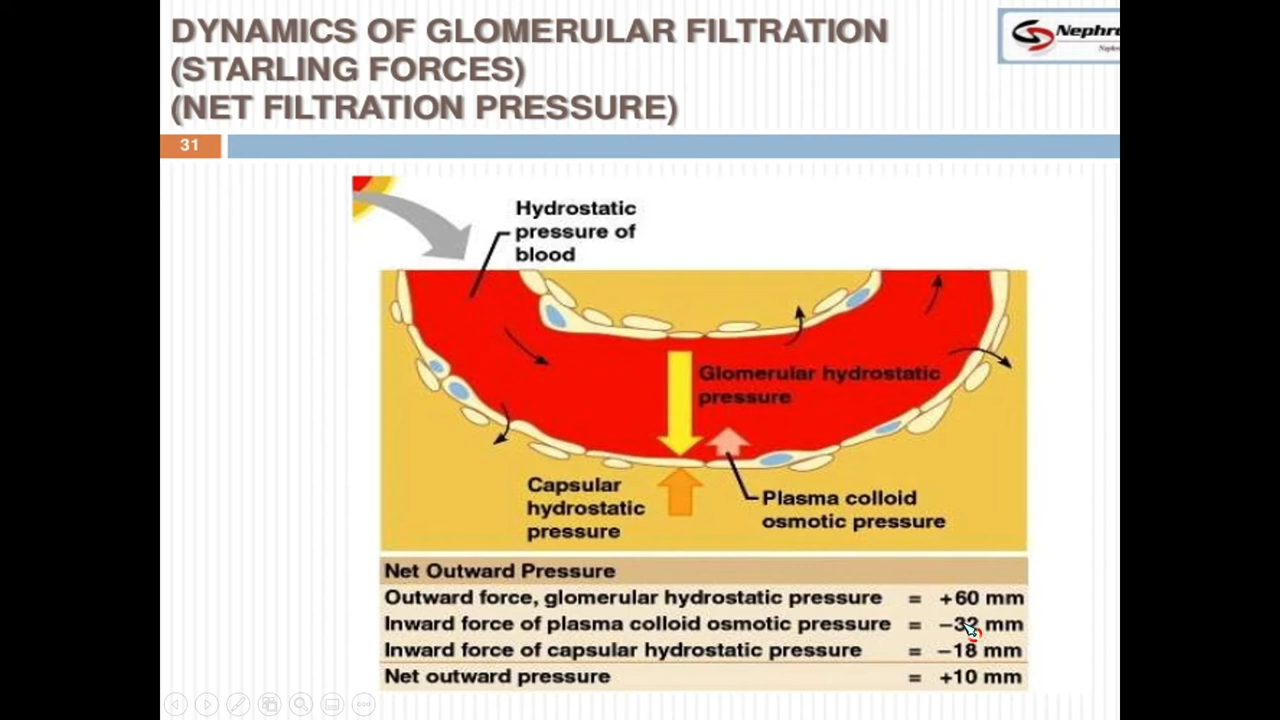 DYNAMICS OF GLOMERULAR FILTRATION
(STARLING FORCES)
(NET FILTRATION PRESSURE)
31
Hydrostatic
pressure of
blood
Glomerular hydrostatic
pressure
Capsular
hydrostatic
pressure
Plasma colloid
osmotic pressure
Net Outward Pressure
Outward force, glomerular hydrostatic pressure = +60 mm
Inward force of plasma colloid osmotic pressure = −32 mm
Inward force of capsular hydrostatic pressure = −18 mm
Net outward pressure = +10 mm